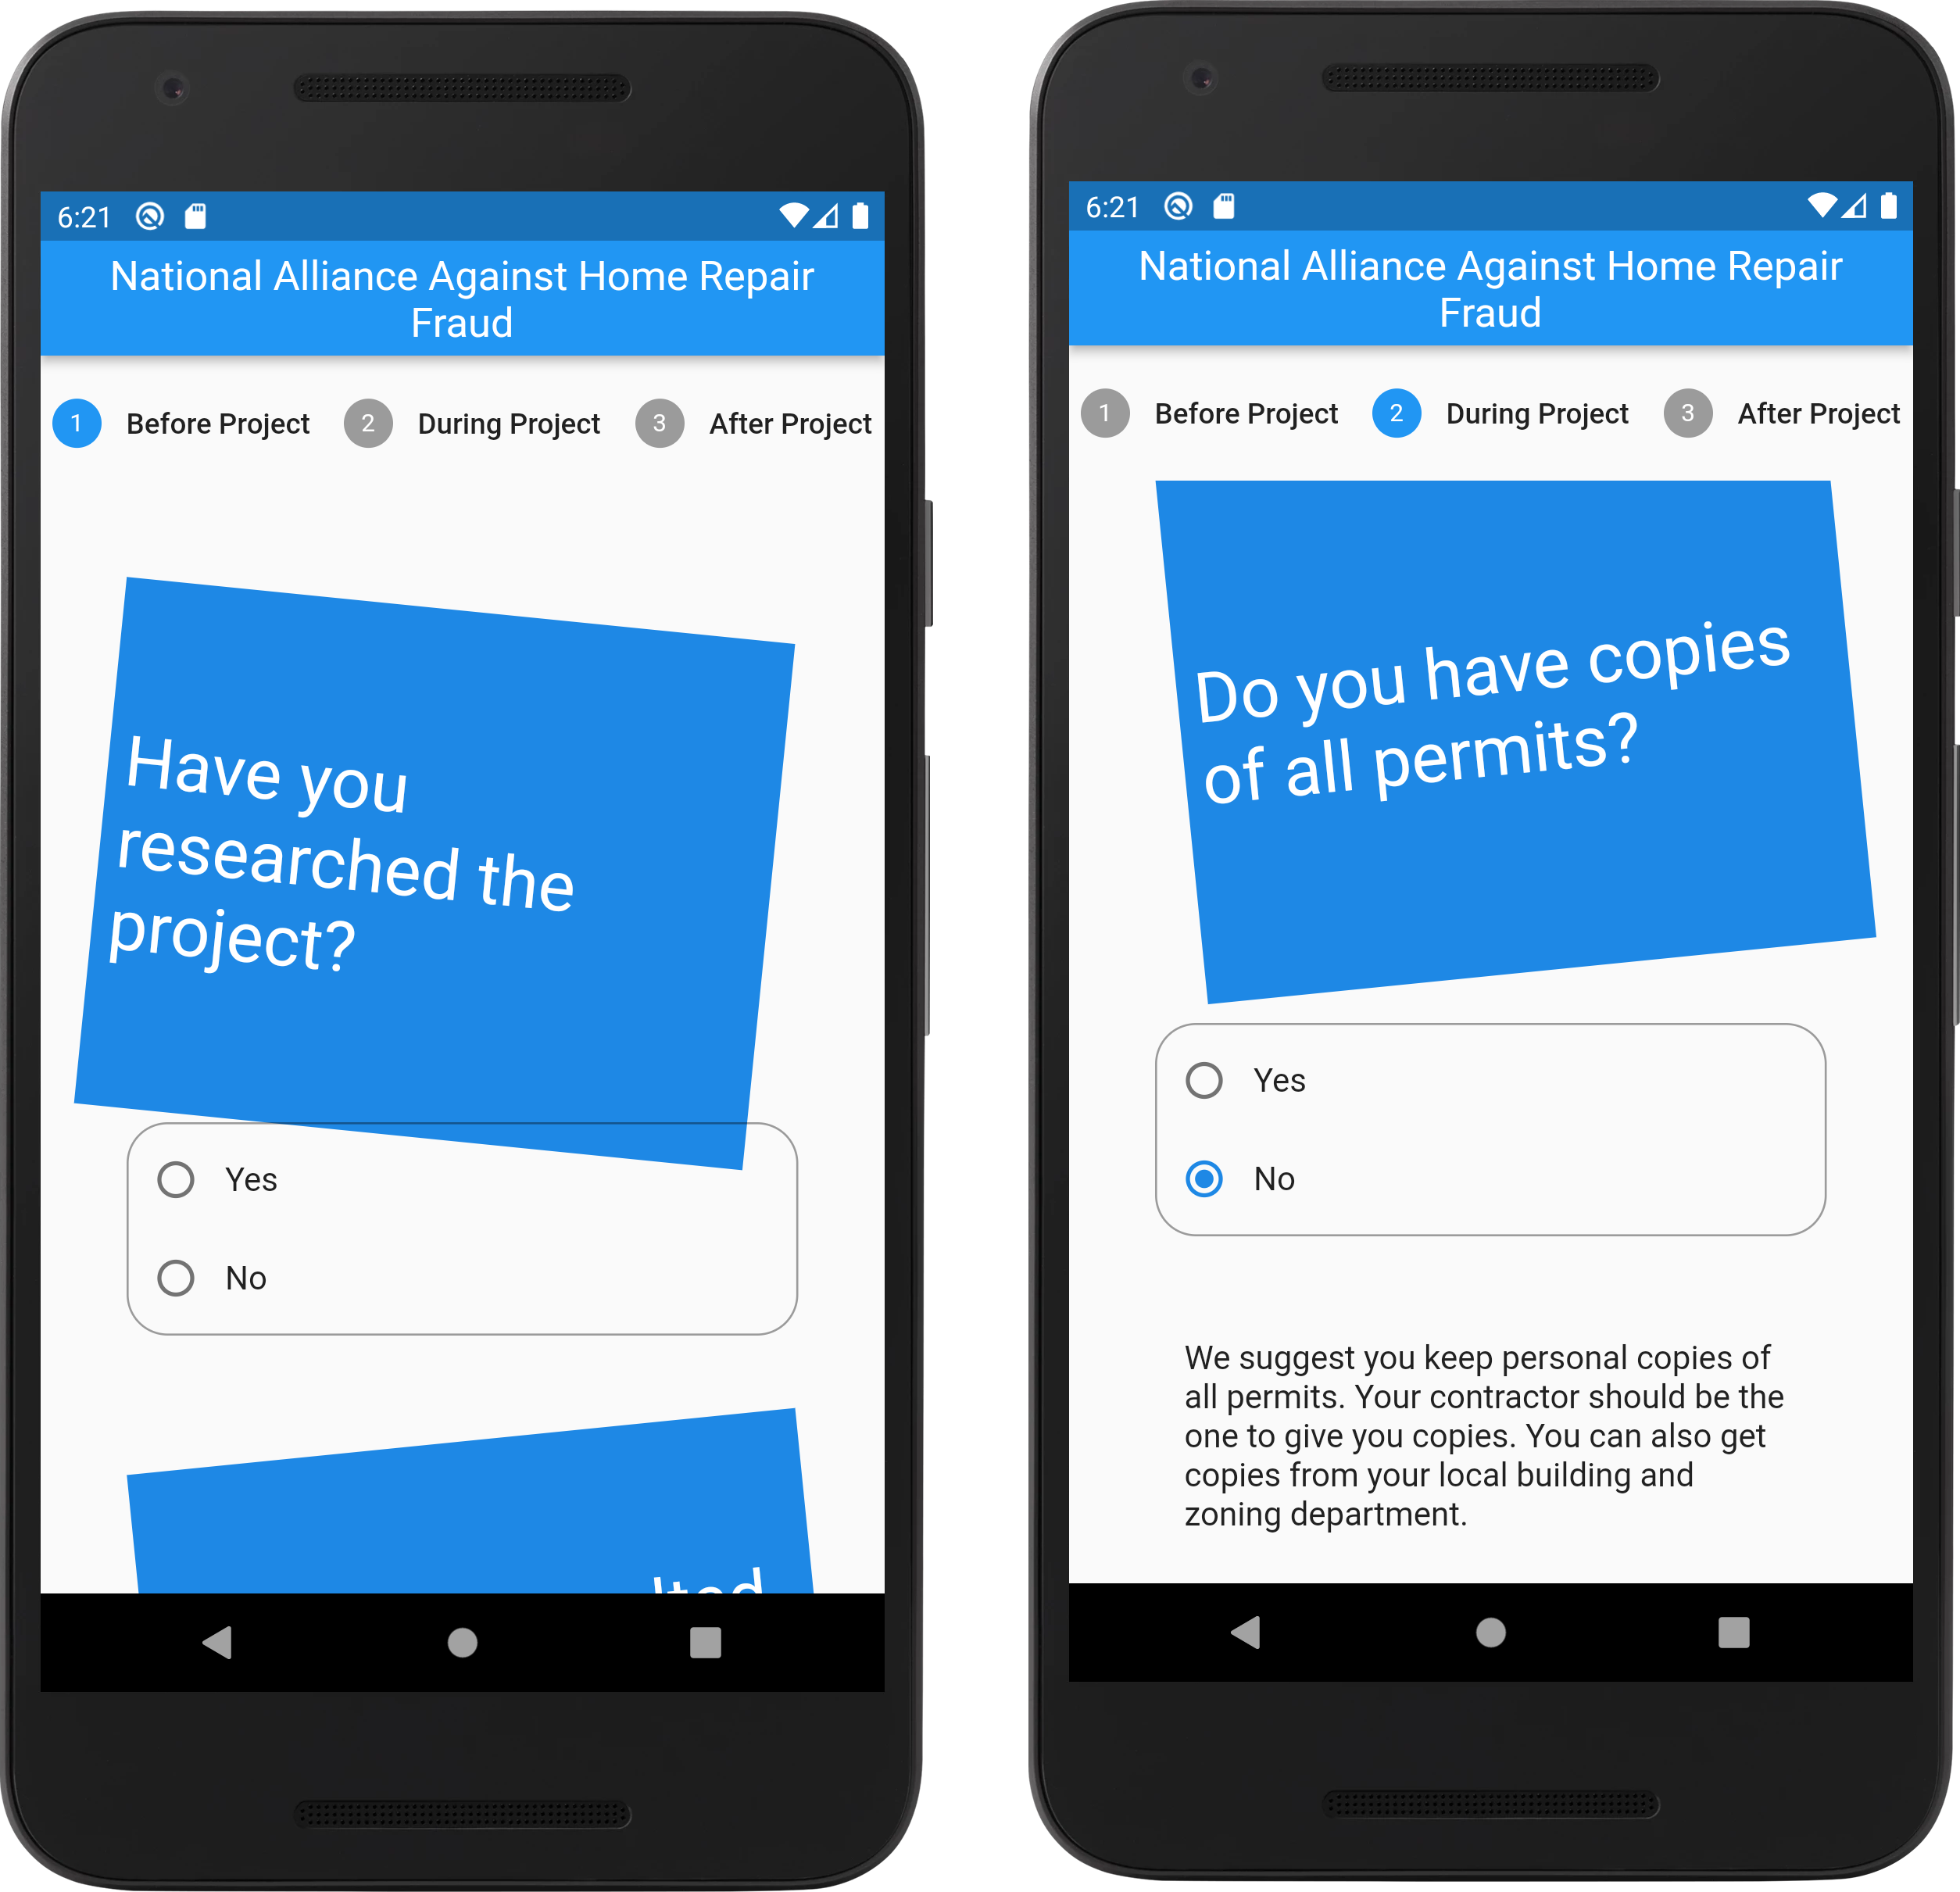 6:21
National Alliance Against Home Repair
Fraud
1 Before Project 2 During Project 3 After Project
Have you
researched the
project?
Yes
No
6:21
National Alliance Against Home Repair
Fraud
1 Before Project 2 During Project 3 After Project
Do you have copies
of all permits?
Yes
No
We suggest you keep personal copies of
all permits. Your contractor should be the
one to give you copies. You can also get
copies from your local building and
zoning department.